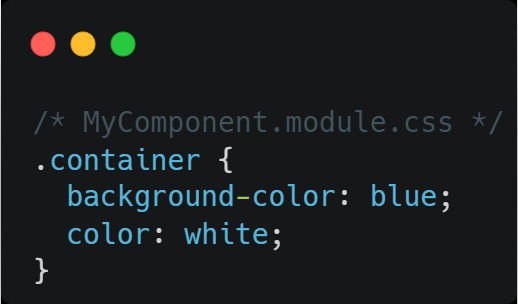 /* MyComponent.module.css */
.container {
  background-color: blue;
  color: white;
}